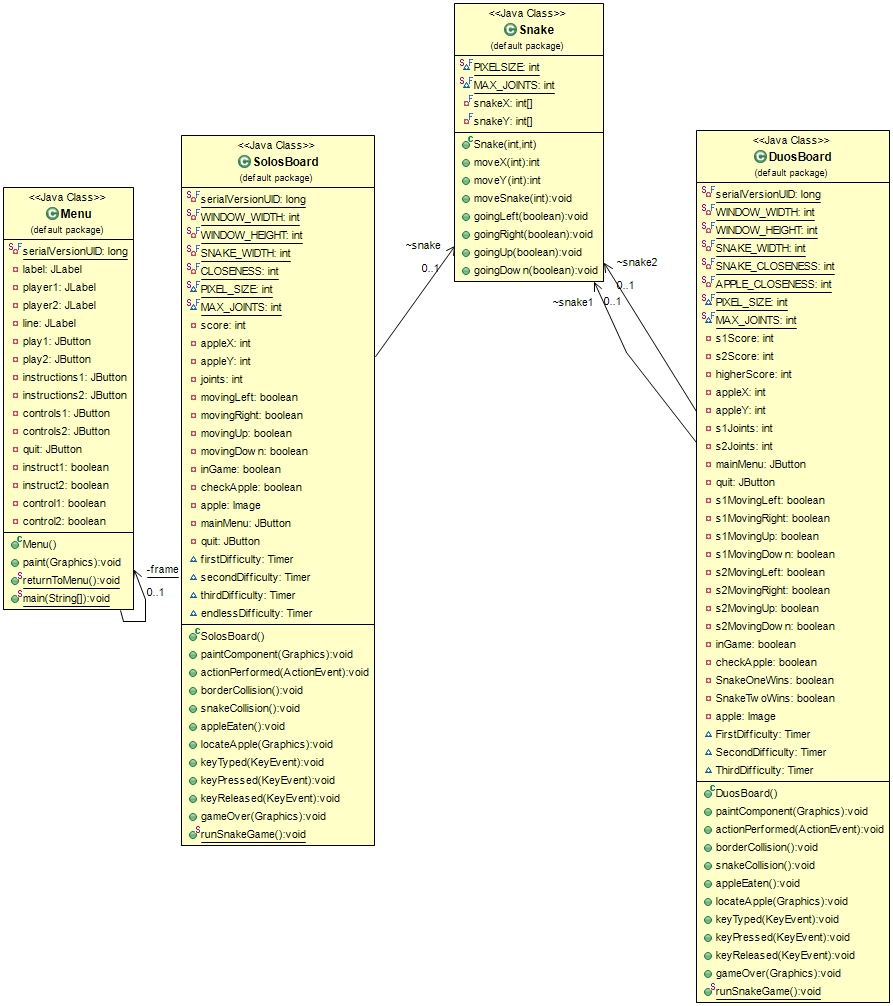 <<Java Class>>
Menu
(default package)
serialVersionUID: long
label: JLabel
player1: JLabel
player2: JLabel
line: JLabel
play1: JButton
play2: JButton
instructions1: JButton
instructions2: JButton
controls1: JButton
controls2: JButton
quit: JButton
instruct1: boolean
instruct2: boolean
control1: boolean
control2: boolean
Menu()
paint(Graphics):void
returnToMenu():void
main(String[]):void
-frame
0..1
<<Java Class>>
SolosBoard
(default package)
serialVersionUID: long
WINDOW_WIDTH: int
WINDOW_HEIGHT: int
SNAKE_WIDTH: int
CLOSENESS: int
PIXEL_SIZE: int
MAX_JOINTS: int
score: int
appleX: int
appleY: int
joints: int
movingLeft: boolean
movingRight: boolean
movingUp: boolean
movingDown: boolean
inGame: boolean
checkApple: boolean
apple: Image
mainMenu: JButton
quit: JButton
firstDifficulty: Timer
secondDifficulty: Timer
thirdDifficulty: Timer
endlessDifficulty: Timer
SolosBoard()
paintComponent(Graphics):void
actionPerformed(ActionEvent):void
borderCollision():void
snakeCollision():void
appleEaten():void
locateApple(Graphics):void
keyTyped(KeyEvent):void
keyPressed(KeyEvent):void
keyReleased(KeyEvent):void
gameOver(Graphics):void
runSnakeGame():void
~snake
0..1
<<Java Class>>
Snake
(default package)
PIXELSIZE: int
MAX_JOINTS: int
snakeX: int[]
snakeY: int[]
Snake(int,int)
moveX(int):int
moveY(int):int
moveSnake(int):void
goingLeft(boolean):void
goingRight(boolean):void
goingUp(boolean):void
goingDown(boolean):void
~snake2
0..1
~snake1
0..1
<<Java Class>>
DuosBoard
(default package)
serialVersionUID: long
WINDOW_WIDTH: int
WINDOW_HEIGHT: int
SNAKE_WIDTH: int
SNAKE_CLOSENESS: int
APPLE_CLOSENESS: int
PIXEL_SIZE: int
MAX_JOINTS: int
s1Score: int
s2Score: int
higherScore: int
appleX: int
appleY: int
s1Joints: int
s2Joints: int
mainMenu: JButton
quit: JButton
s1MovingLeft: boolean
s1MovingRight: boolean
s1MovingUp: boolean
s1MovingDown: boolean
s2MovingLeft: boolean
s2MovingRight: boolean
s2MovingUp: boolean
s2MovingDown: boolean
inGame: boolean
checkApple: boolean
SnakeOneWins: boolean
SnakeTwoWins: boolean
apple: Image
FirstDifficulty: Timer
SecondDifficulty: Timer
ThirdDifficulty: Timer
DuosBoard()
paintComponent(Graphics):void
actionPerformed(ActionEvent):void
borderCollision():void
snakeCollision():void
appleEaten():void
locateApple(Graphics):void
keyTyped(KeyEvent):void
keyPressed(KeyEvent):void
keyReleased(KeyEvent):void
gameOver(Graphics):void
runSnakeGame():void